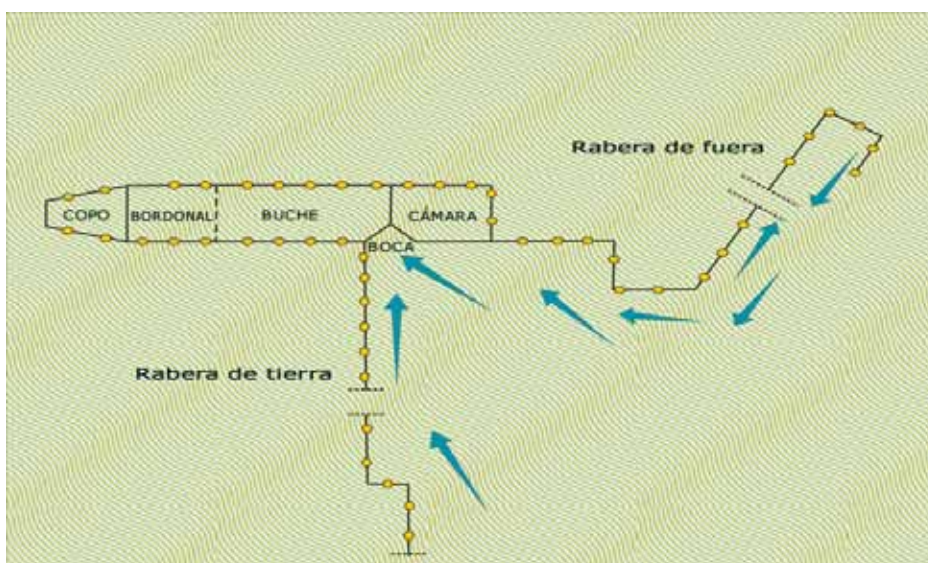 Rabera de fuera
COPO
BORDONAL
BUCHE
CÁMARA
BOCA
Rabera de tierra